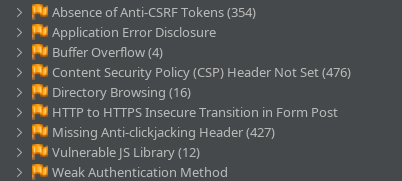 Absence of Anti-CSRF Tokens (354)
Application Error Disclosure
Buffer Overflow (4)
Content Security Policy (CSP) Header Not Set (476)
Directory Browsing (16)
HTTP to HTTPS Insecure Transition in Form Post
Missing Anti-clickjacking Header (427)
Vulnerable JS Library (12)
Weak Authentication Method